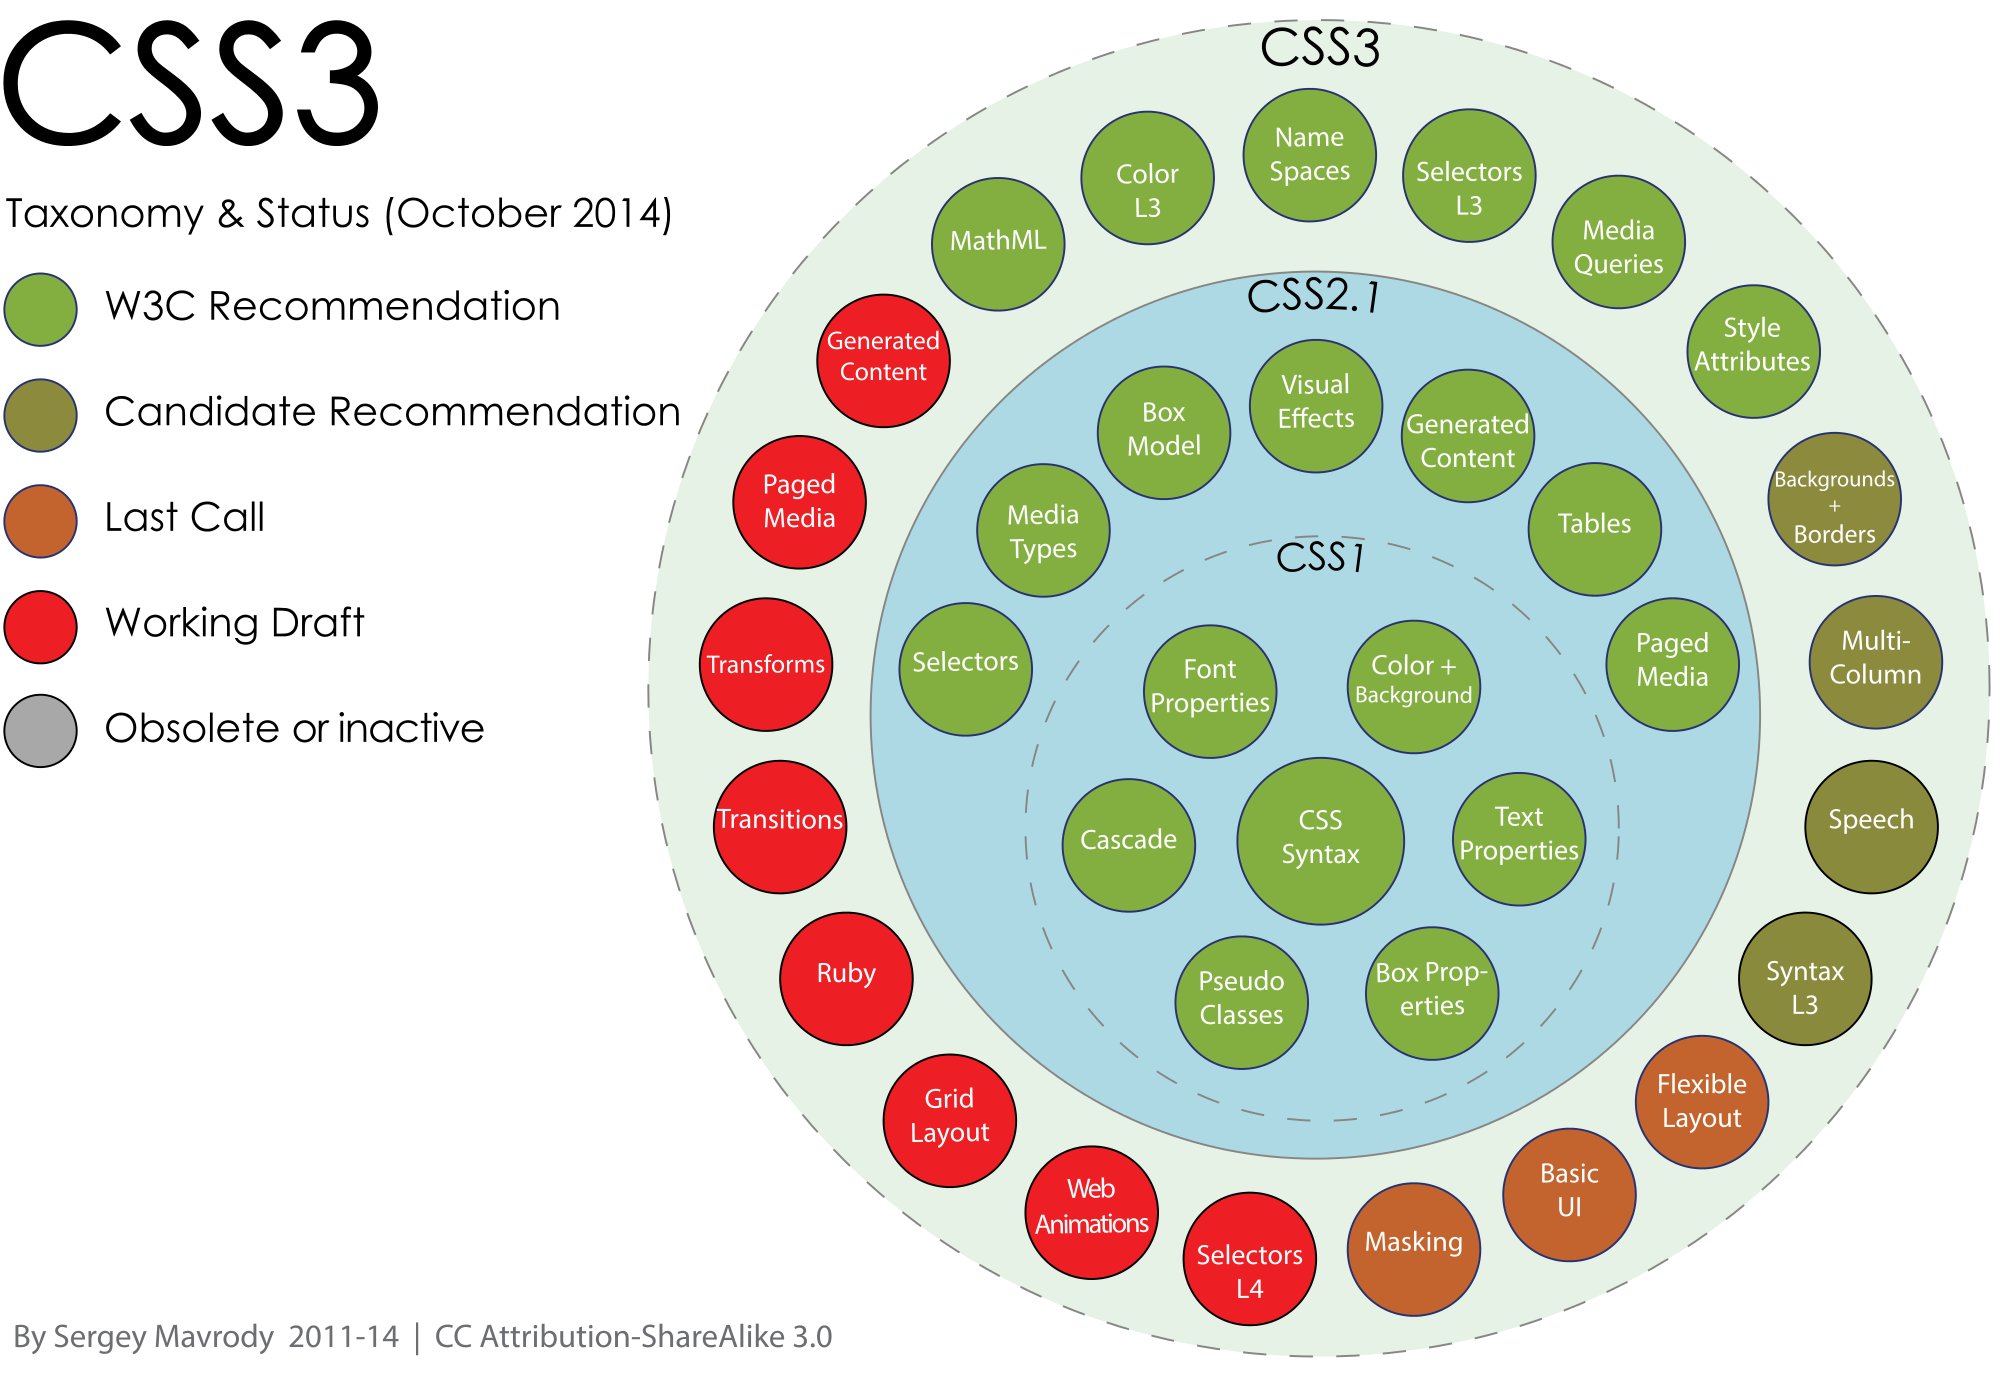 CSS3
Taxonomy & Status (October 2014)
W3C Recommendation
Candidate Recommendation
Last Call
Working Draft
Obsolete or inactive
CSS3
Name
Spaces
Selectors
L3
Media
Queries
Style
Attributes
Backgrounds
+
Borders
Multi-
Column
Speech
Syntax
L3
Flexible
Layout
Basic
UI
Masking
Selectors
L4
Web
Animations
Grid
Layout
Ruby
Transitions
Transforms
Paged
Media
Generated
Content
MathML
Color
L3
CSS2.1
Selectors
Media
Types
Box
Model
Visual
Effects
Generated
Content
Tables
Paged
Media
CSS1
Font
Properties
Color +
Background
Cascade
CSS
Syntax
Text
Properties
Pseudo
Classes
Box Prop-
erties
By Sergey Mavrody 2011-14 | CC Attribution-ShareAlike 3.0